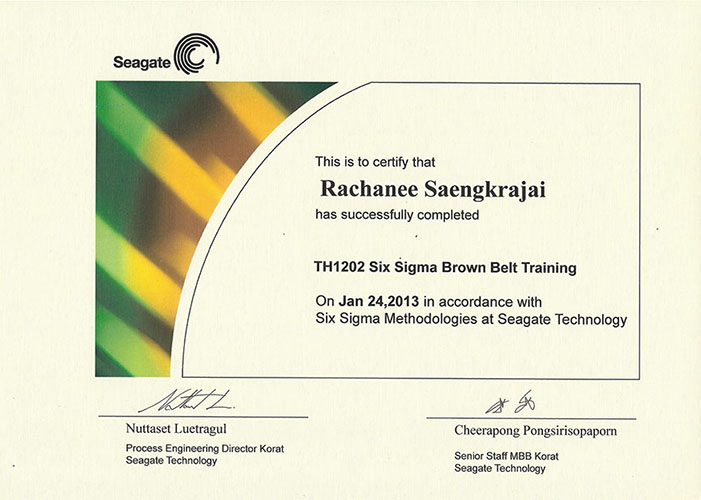 Seagate
This is to certify that
Rachanee Saengkrajai
has successfully completed
TH1202 Six Sigma Brown Belt Training
On Jan 24,2013 in accordance with
Six Sigma Methodologies at Seagate Technology
Nuttaset Luetragul
Process Engineering Director Korat
Seagate Technology
Cheerapong Pongsirisopaporn
Senior Staff MBB Korat
Seagate Technology